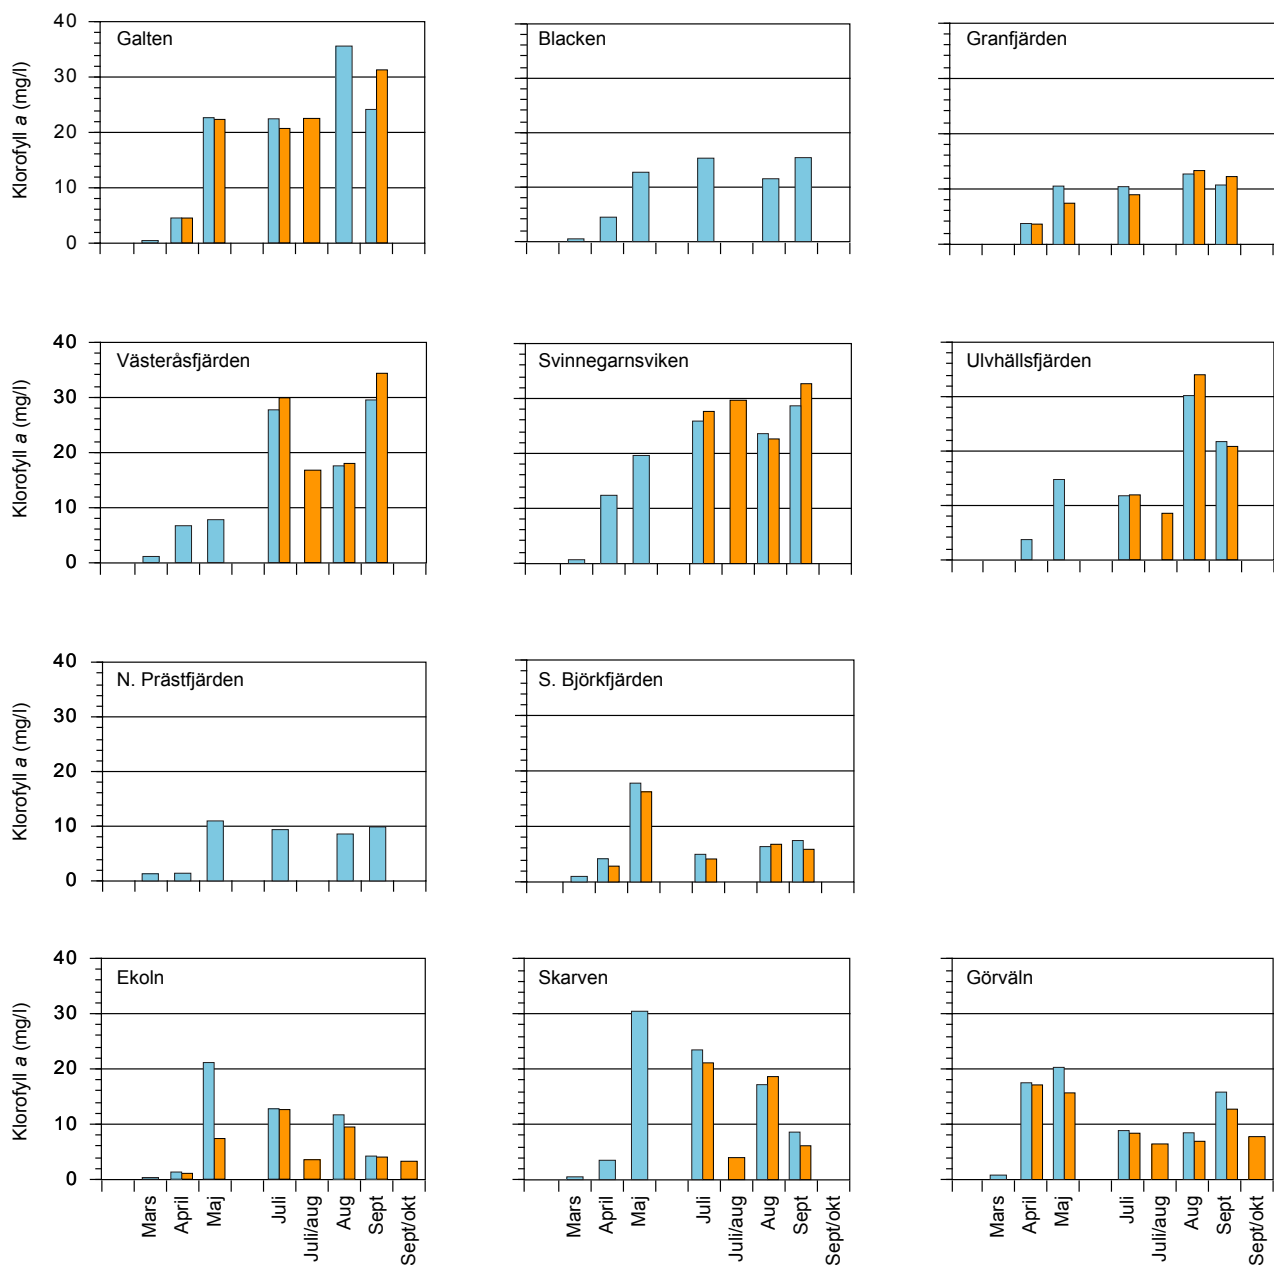 Galten
Blacken
Granfjärden
Klorofyll a (mg/l)
40
30
20
10
0
Västeråsfjärden
Svinnegarnsviken
Ulvhällsfjärden
Klorofyll a (mg/l)
40
30
20
10
0
N. Prästfjärden
S. Björkfjärden
Klorofyll a (mg/l)
40
30
20
10
0
Ekoln
Skarven
Görväln
Klorofyll a (mg/l)
40
30
20
10
0
Mars
April
Maj
Juli
Juli/aug
Aug
Sept
Sept/okt
Mars
April
Maj
Juli
Juli/aug
Aug
Sept
Sept/okt
Mars
April
Maj
Juli
Juli/aug
Aug
Sept
Sept/okt